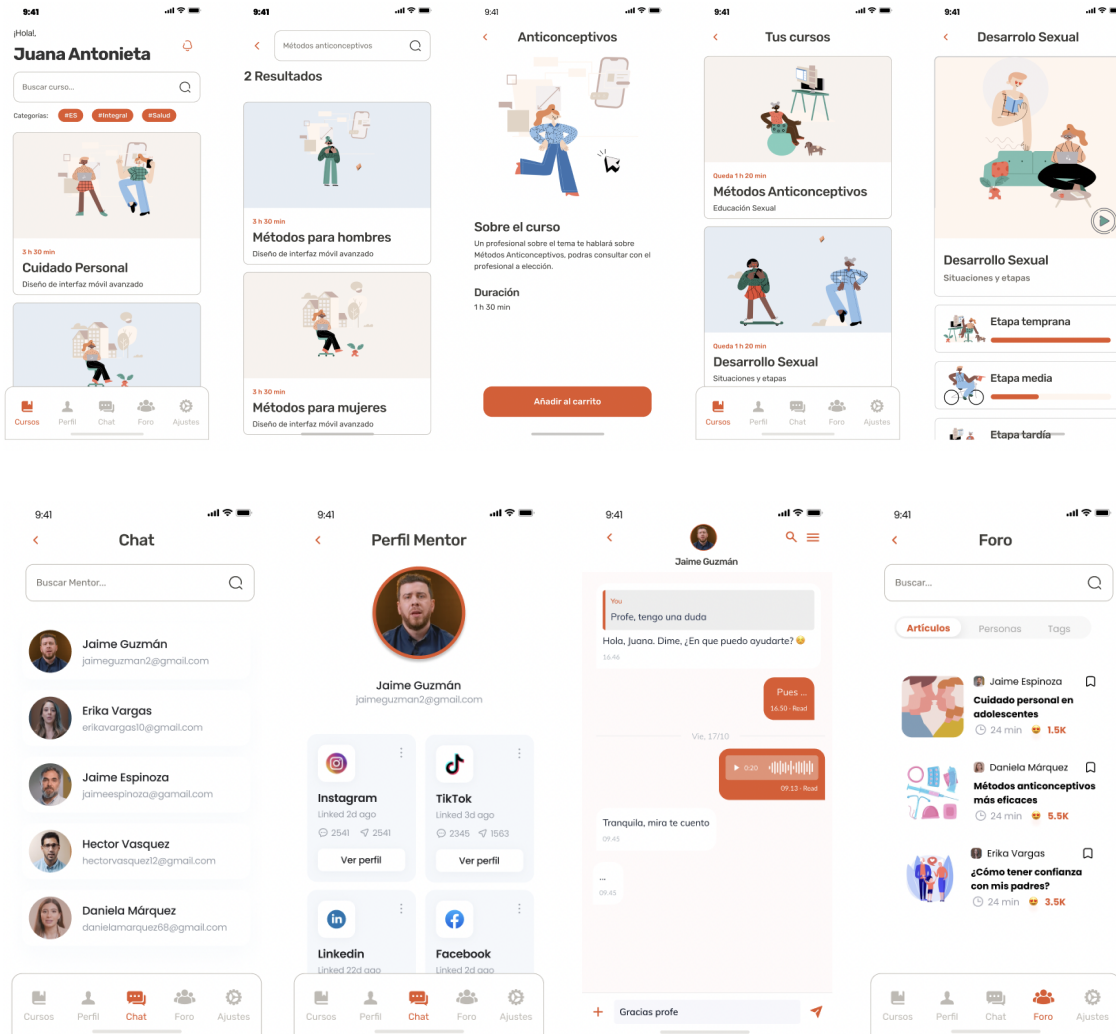 9:41
¡Hola!,
Juana Antonieta
Buscar curso...
Categorías: #ES #Integral #Salud
3 h 30 min
Cuidado Personal
Diseño de interfaz móvil avanzado
Cursos Perfil Chat Foro Ajustes
9:41
Métodos anticonceptivos
2 Resultados
3 h 30 min
Métodos para hombres
Diseño de interfaz móvil avanzado
3 h 30 min
Métodos para mujeres
Diseño de interfaz móvil avanzado
9:41
Anticonceptivos
Sobre el curso
Un profesional sobre el tema te hablará sobre
Métodos Anticonceptivos, podras consultar con el
profesional a elección.
Duración
1 h 30 min
Añadir al carrito
9:41
Tus cursos
Queda 1 h 20 min
Métodos Anticonceptivos
Educación Sexual
Queda 1 h 20 min
Desarrollo Sexual
Situaciones y etapas
Cursos Perfil Chat Foro Ajustes
9:41
Desarrolo Sexual
Desarrollo Sexual
Situaciones y etapas
Etapa temprana
Etapa media
Etapa tardía
9:41
Chat
Buscar Mentor...
Jaime Guzmán
jaimeguzman2@gmail.com
Erika Vargas
erikavargas10@gmail.com
Jaime Espinoza
jaimeespinoza@gamail.com
Hector Vasquez
hectorvasquez12@gmail.com
Daniela Márquez
danielamarquez68@gmail.com
Cursos Perfil Chat Foro Ajustes
9:41
Perfil Mentor
Jaime Guzmán
jaimeguzman2@gmail.com
Instagram
Linked 2d ago
2541 2541
Ver perfil
TikTok
Linked 3d ago
2345 1563
Ver perfil
in
Linkedin
Linked 22d ago
Facebook
Linked 2d ago
Cursos Perfil Chat Foro Ajustes
9:41
Jaime Guzmán
You
Profe, tengo una duda
Hola, Juana. Dime, ¿En que puedo ayudarte?
16.46
Pues ...
16.50 · Read
Vie, 17/10
0:20
09.13 · Read
Tranquila, mira te cuento
09.45
...
09.45
Gracias profe
9:41
Foro
Buscar...
Artículos Personas Tags
Jaime Espinoza
Cuidado personal en
adolescentes
24 min 1.5K
Daniela Márquez
Métodos anticonceptivos
más eficaces
24 min 5.5K
Erika Vargas
¿Cómo tener confianza
con mis padres?
24 min 3.5K
Cursos Perfil Chat Foro Ajustes